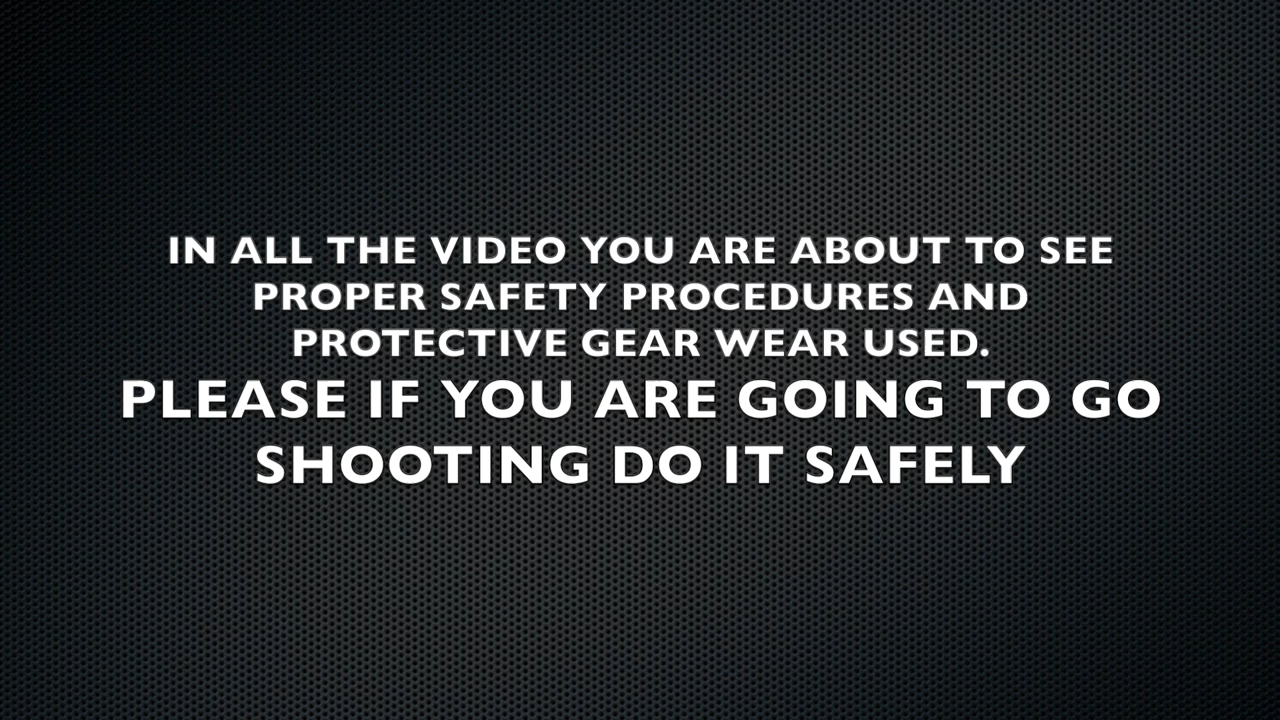 IN ALL THE VIDEO YOU ARE ABOUT TO SEE
PROPER SAFETY PROCEDURES AND
PROTECTIVE GEAR WEAR USED.
PLEASE IF YOU ARE GOING TO GO
SHOOTING DO IT SAFELY